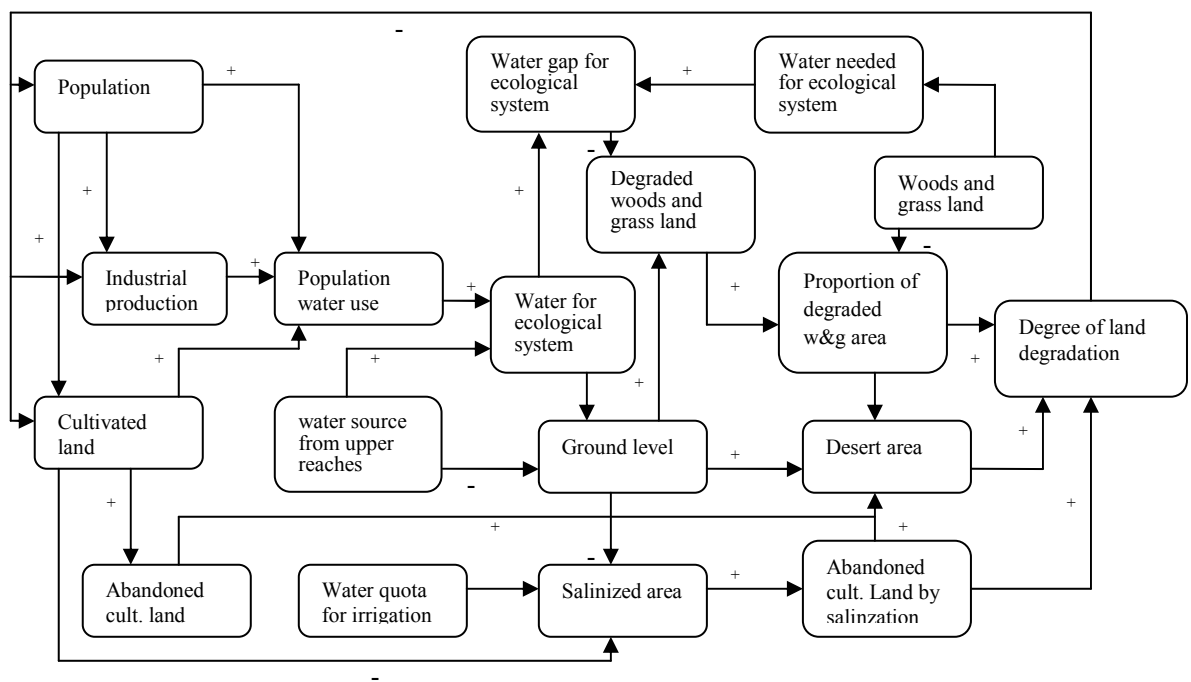 -
Population
+
Water gap for
ecological
system
+
Water needed
for ecological
system
-
Degraded
woods and
grass land
Woods and
grass land
+
+
+
-
Industrial
production
+
Population
water use
+
Water for
ecological
system
+
Proportion of
degraded
w&g area
+
Degree of land
degradation
+
+
+
Cultivated
land
water source
from upper
reaches
-
Ground level
+
Desert area
+
+
+
+
+
-
Abandoned
cult. land
Water quota
for irrigation
Salinized area
+
Abandoned
cult. Land by
salinzation
-